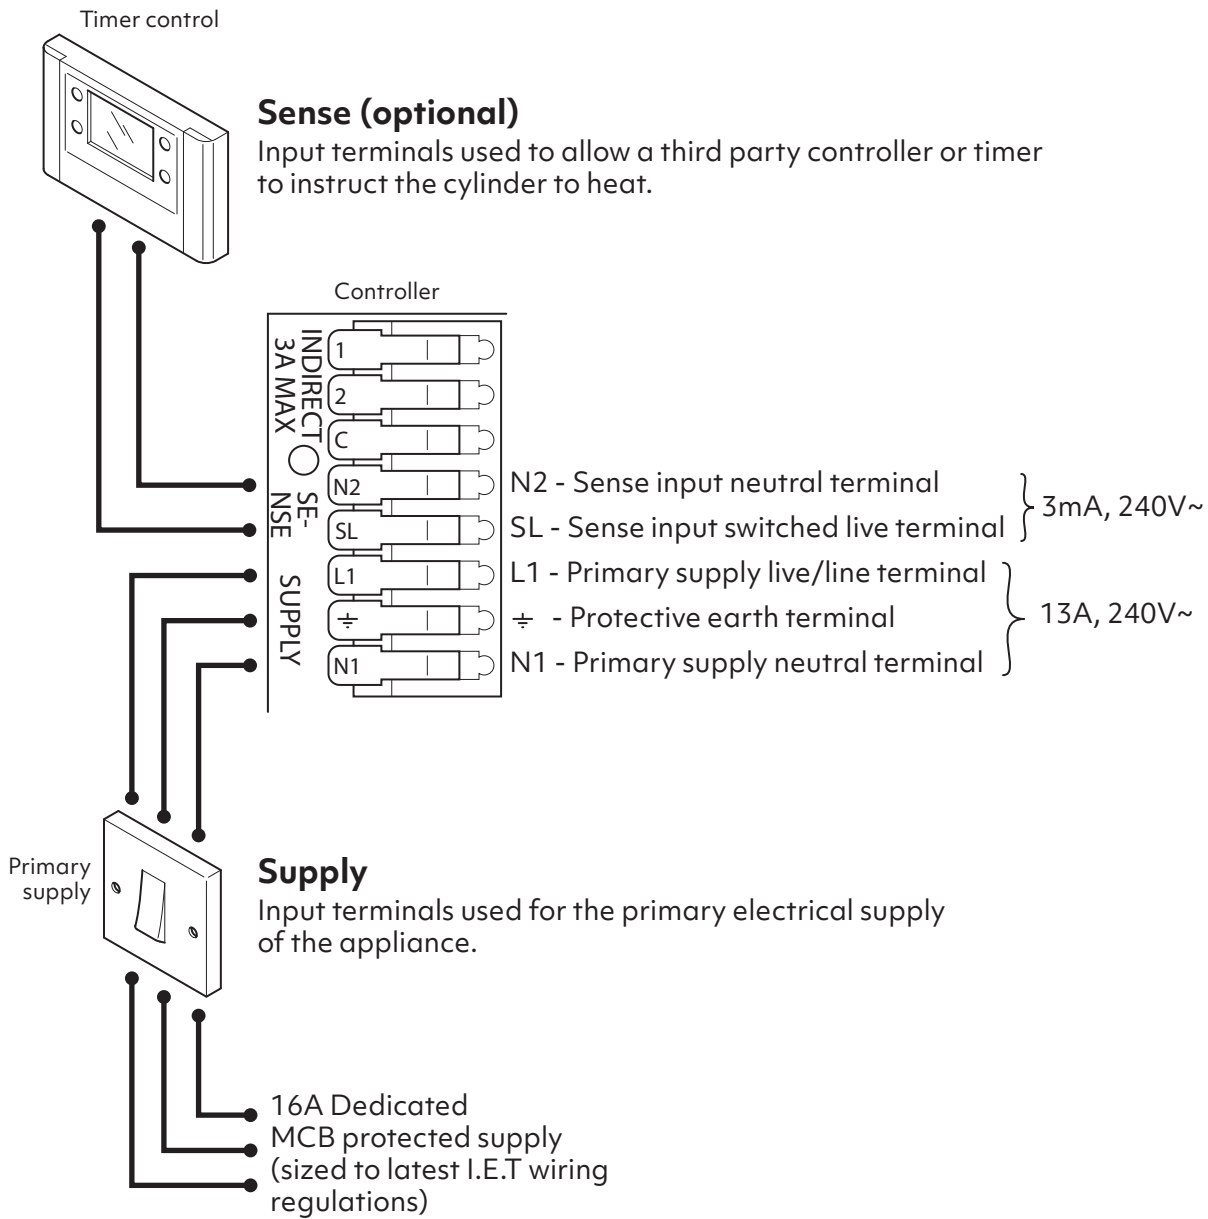 Timer control
Sense (optional)
Input terminals used to allow a third party controller or timer
to instruct the cylinder to heat.
Controller
INDIRECT
3A MAX
1
2
C
N2
SL
L1
⏚
N1
SE-
NSE
SUPPLY
N2 - Sense input neutral terminal
SL - Sense input switched live terminal
3mA, 240V~
L1 - Primary supply live/line terminal
⏚ - Protective earth terminal
N1 - Primary supply neutral terminal
13A, 240V~
Primary
supply
Supply
Input terminals used for the primary electrical supply
of the appliance.
16A Dedicated
MCB protected supply
(sized to latest I.E.T wiring
regulations)